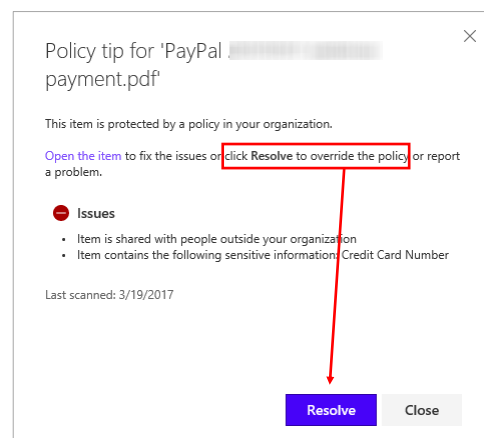 Policy tip for 'PayPal
payment.pdf'
This item is protected by a policy in your organization.
Open the item to fix the issues or click Resolve to override the policy or report
a problem.
Issues
• Item is shared with people outside your organization
• Item contains the following sensitive information: Credit Card Number
Last scanned: 3/19/2017
Resolve Close